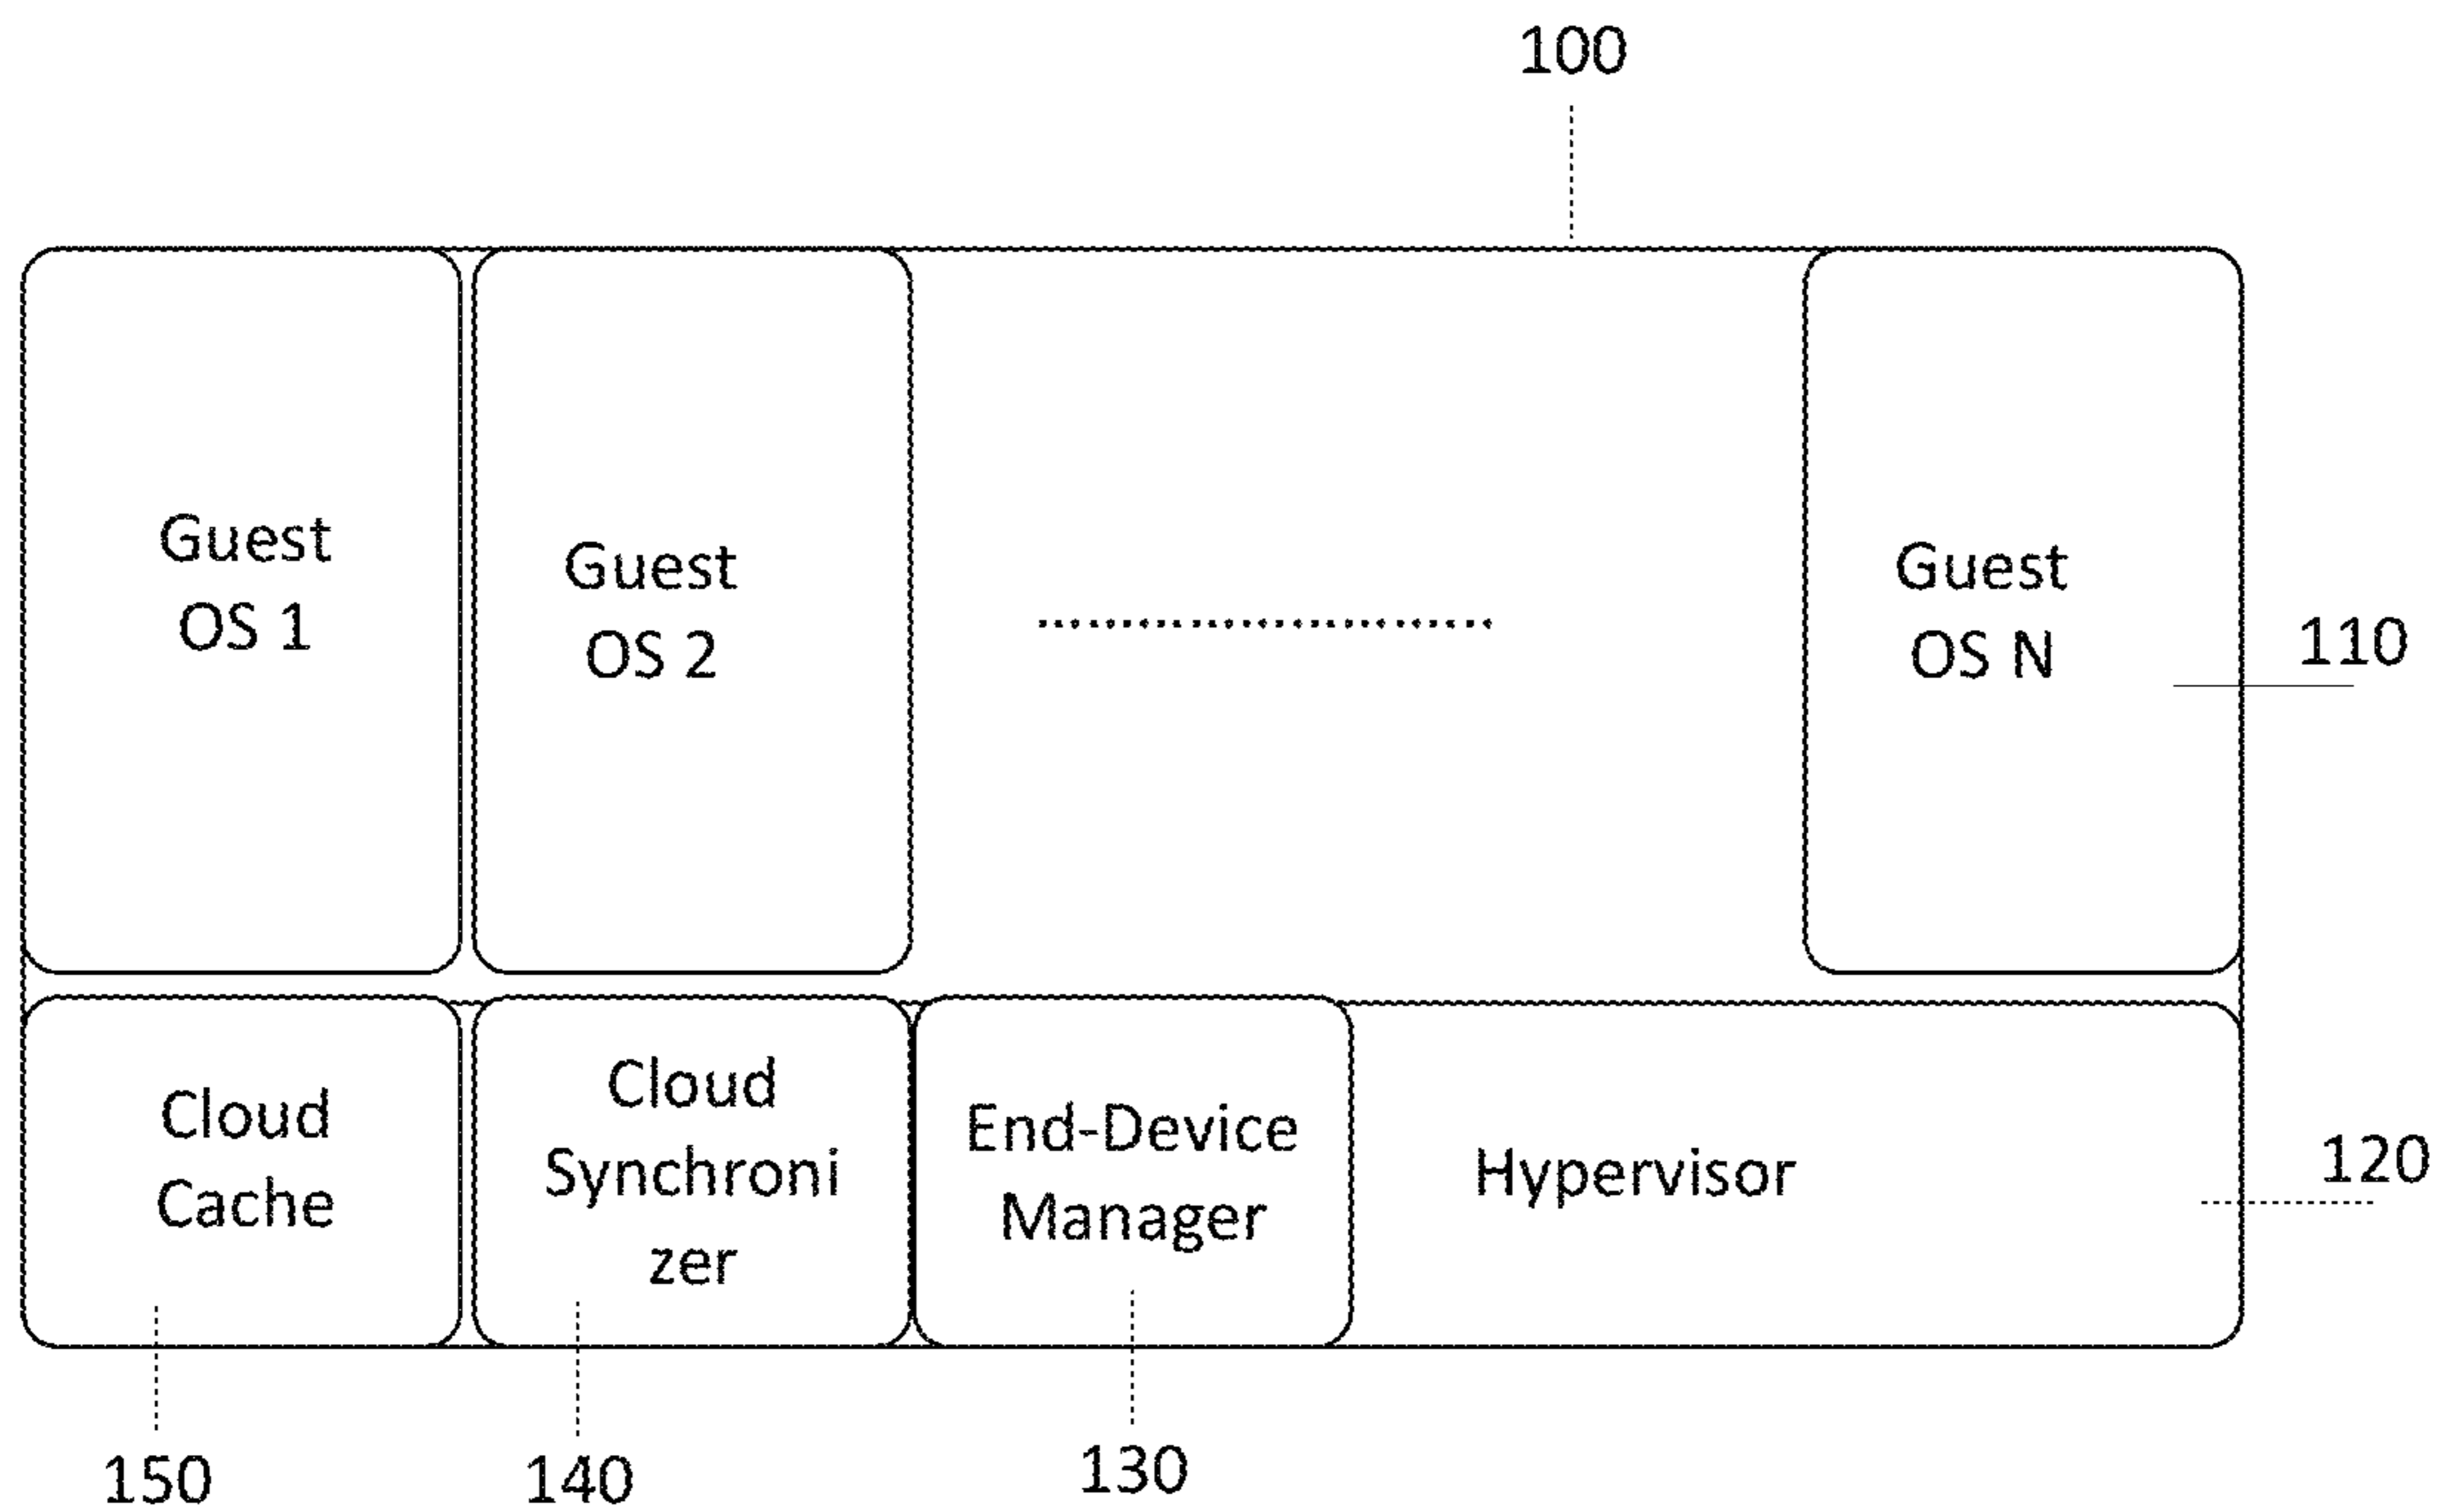 100
Guest
OS 1
Guest
OS 2
Guest
OS N
110
Cloud
Cache
Cloud
Synchroni
zer
End-Device
Manager
Hypervisor
120
150
140
130